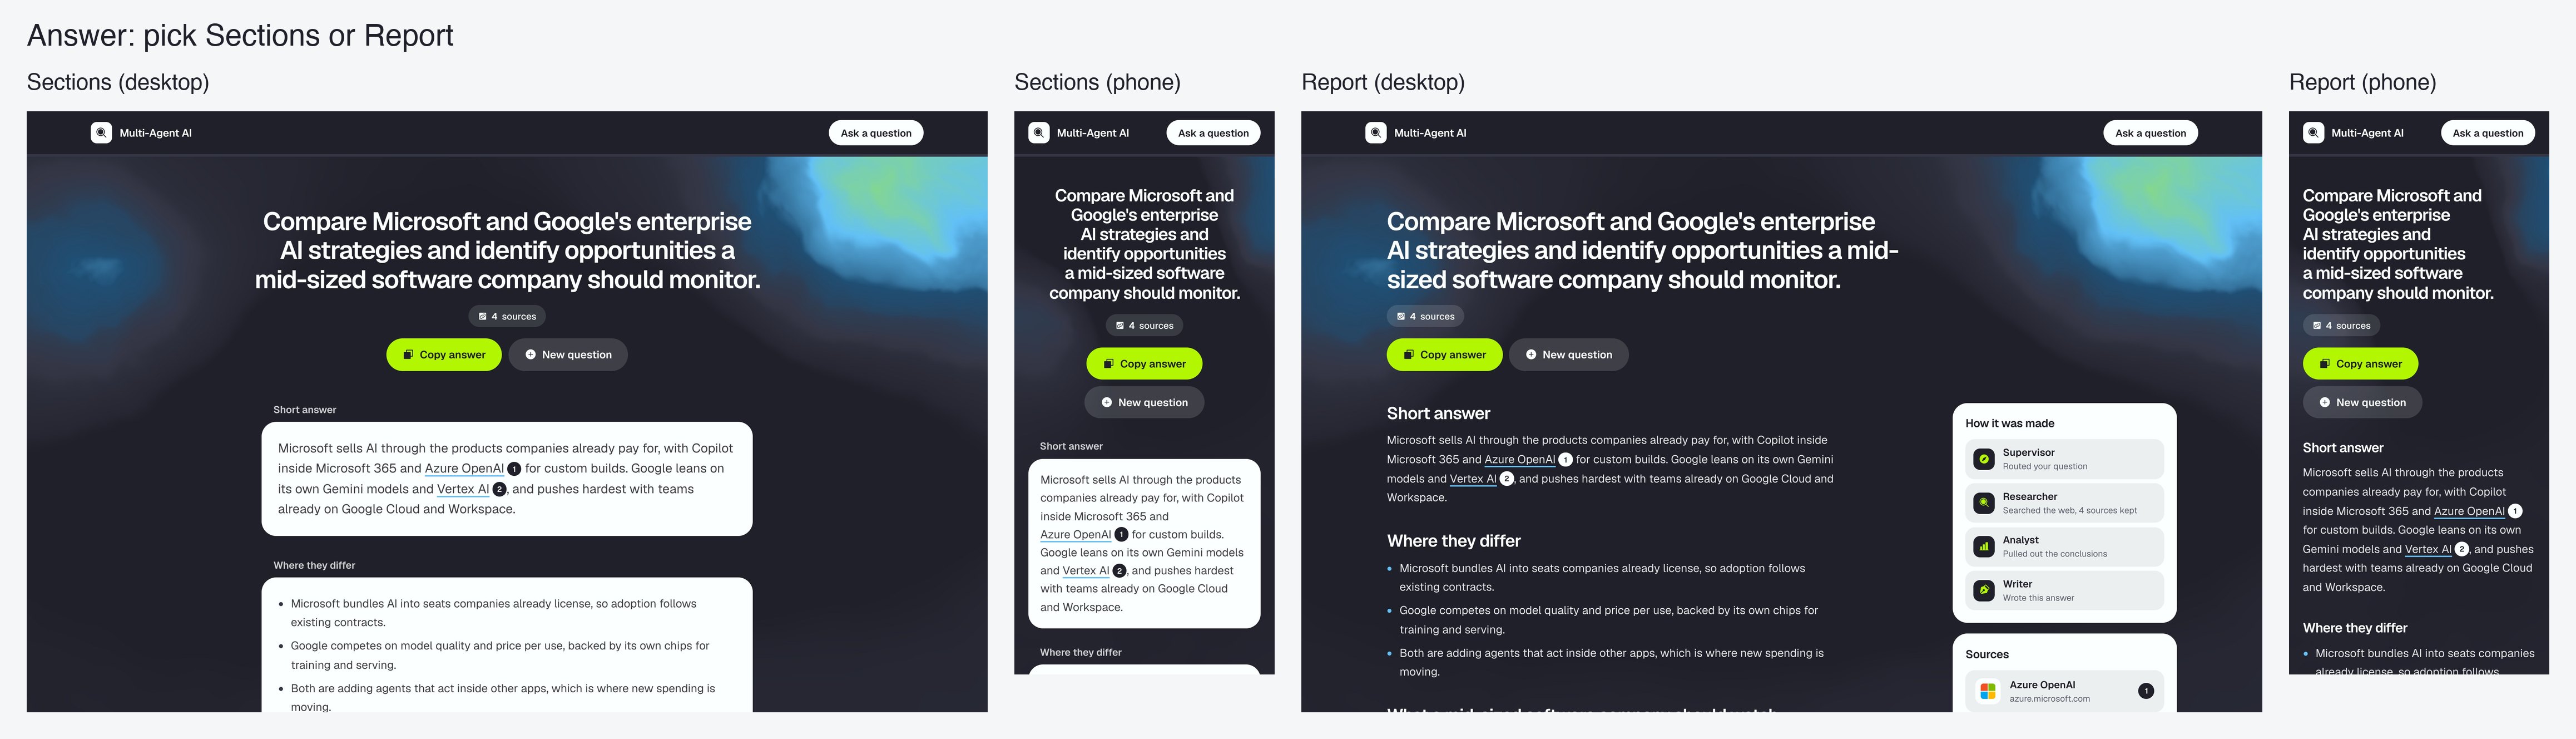 Answer: pick Sections or Report
Sections (desktop)
Multi-Agent AI
Ask a question
Compare Microsoft and Google's enterprise
AI strategies and identify opportunities a
mid-sized software company should monitor.
4 sources
Copy answer
New question
Short answer
Microsoft sells AI through the products companies already pay for, with Copilot
inside Microsoft 365 and Azure OpenAI 1 for custom builds. Google leans on
its own Gemini models and Vertex AI 2, and pushes hardest with teams
already on Google Cloud and Workspace.
Where they differ
• Microsoft bundles AI into seats companies already license, so adoption follows
existing contracts.
• Google competes on model quality and price per use, backed by its own chips for
training and serving.
• Both are adding agents that act inside other apps, which is where new spending is
moving.
Sections (phone)
Multi-Agent AI
Ask a question
Compare Microsoft and
Google's enterprise
AI strategies and
identify opportunities
a mid-sized software
company should monitor.
4 sources
Copy answer
New question
Short answer
Microsoft sells AI through the products
companies already pay for, with Copilot
inside Microsoft 365 and
Azure OpenAI 1 for custom builds.
Google leans on its own Gemini models
and Vertex AI 2, and pushes hardest
with teams already on Google Cloud
and Workspace.
Where they differ
Report (desktop)
Multi-Agent AI
Ask a question
Compare Microsoft and Google's enterprise
AI strategies and identify opportunities a mid-
sized software company should monitor.
4 sources
Copy answer
New question
Short answer
Microsoft sells AI through the products companies already pay for, with Copilot inside
Microsoft 365 and Azure OpenAI 1 for custom builds. Google leans on its own Gemini
models and Vertex AI 2, and pushes hardest with teams already on Google Cloud and
Workspace.
Where they differ
• Microsoft bundles AI into seats companies already license, so adoption follows
existing contracts.
• Google competes on model quality and price per use, backed by its own chips for
training and serving.
• Both are adding agents that act inside other apps, which is where new spending is
moving.
What a mid-sized software company should watch
How it was made
Supervisor
Routed your question
Researcher
Searched the web, 4 sources kept
Analyst
Pulled out the conclusions
Writer
Wrote this answer
Sources
Azure OpenAI
azure.microsoft.com
1
Report (phone)
Multi-Agent AI
Ask a question
Compare Microsoft and
Google's enterprise
AI strategies and
identify opportunities
a mid-sized software
company should monitor.
4 sources
Copy answer
New question
Short answer
Microsoft sells AI through the products
companies already pay for, with Copilot
inside Microsoft 365 and Azure OpenAI 1
for custom builds. Google leans on its own
Gemini models and Vertex AI 2, and pushes
hardest with teams already on Google Cloud
and Workspace.
Where they differ
• Microsoft bundles AI into seats companies
already license, so adoption follows